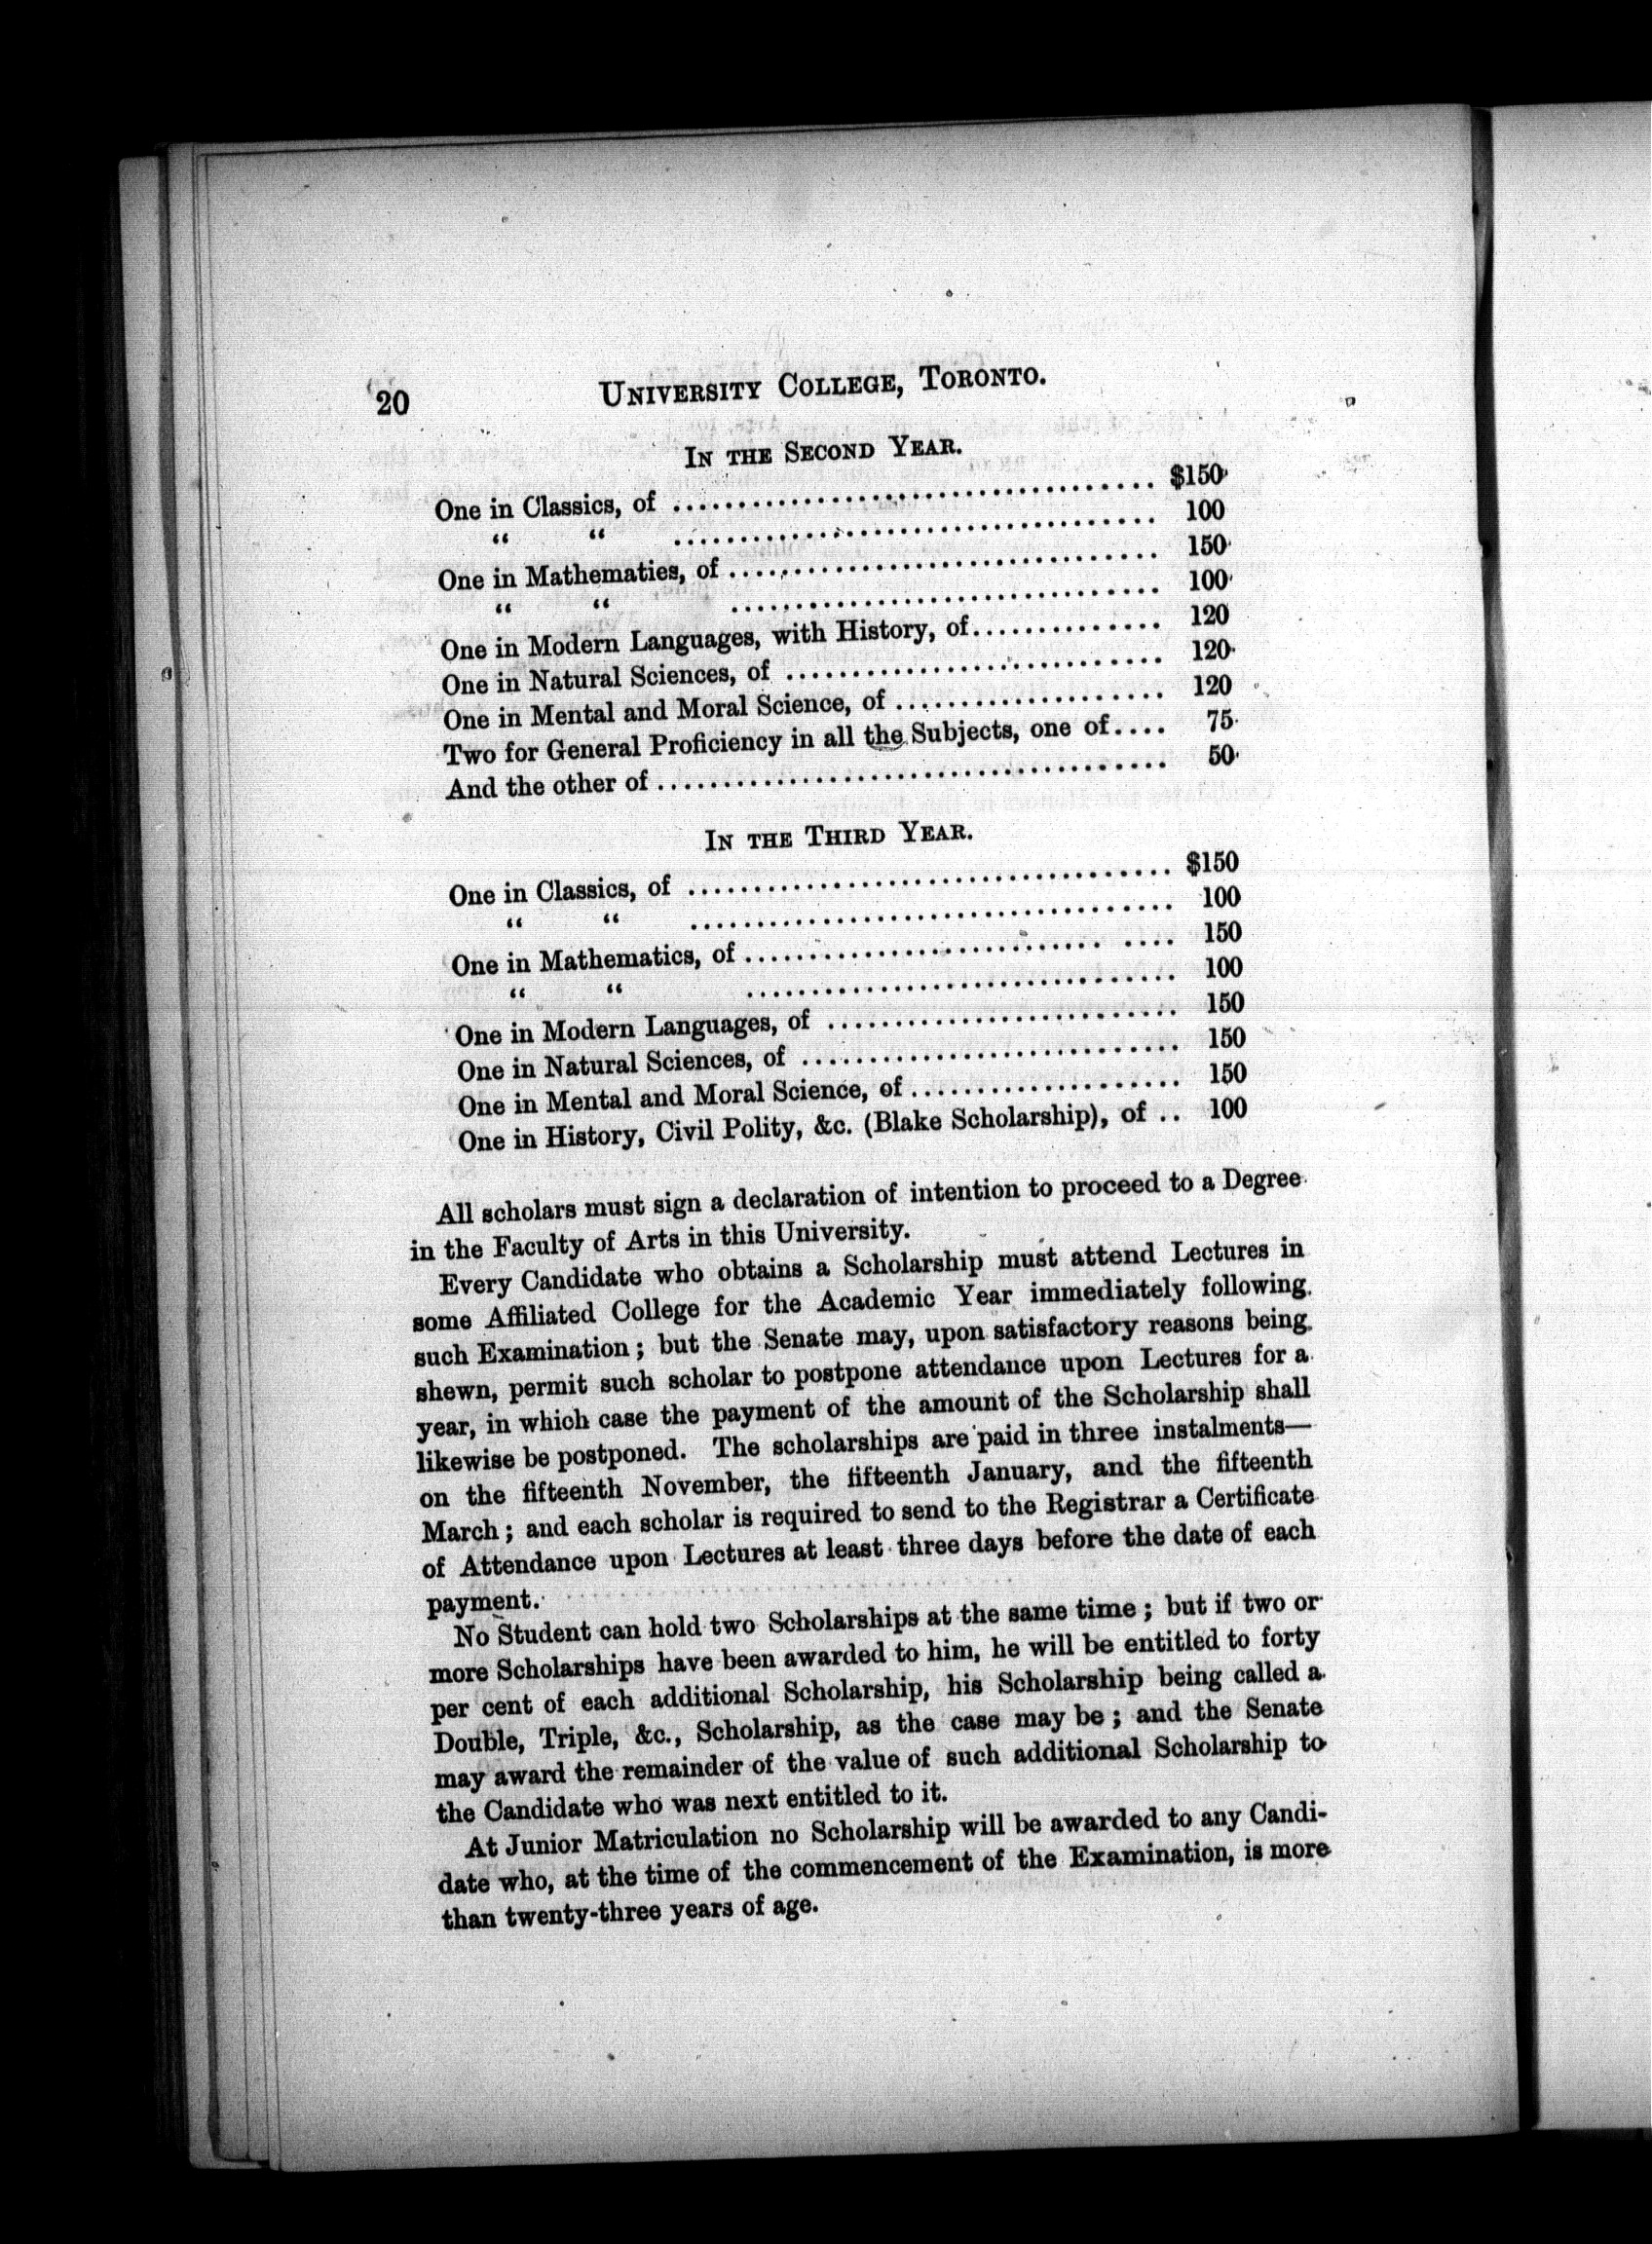 20 UNIVERSITY COLLEGE, TORONTO.
IN THE SECOND YEAR.
One in Classics, of .................................... $150
“ “ .................................... 100
One in Mathematies, of ................................ 150
“ “ ................................ 100
One in Modern Languages, with History, of.............. 120
One in Natural Sciences, of ............................ 120
One in Mental and Moral Science, of .................... 120
Two for General Proficiency in all the Subjects, one of.... 75
And the other of ...................................... 50
IN THE THIRD YEAR.
One in Classics, of .................................... $150
“ “ .................................... 100
One in Mathematics, of ........................... .... 150
“ “ ................................ 100
One in Modern Languages, of ........................... 150
One in Natural Sciences, of ............................ 150
One in Mental and Moral Science, of .................... 150
One in History, Civil Polity, &c. (Blake Scholarship), of .. 100
All scholars must sign a declaration of intention to proceed to a Degree
in the Faculty of Arts in this University.
Every Candidate who obtains a Scholarship must attend Lectures in
some Affiliated College for the Academic Year immediately following
such Examination ; but the Senate may, upon satisfactory reasons being
shewn, permit such scholar to postpone attendance upon Lectures for a
year, in which case the payment of the amount of the Scholarship shall
likewise be postponed. The scholarships are paid in three instalments—
on the fifteenth November, the fifteenth January, and the fifteenth
March ; and each scholar is required to send to the Registrar a Certificate
of Attendance upon Lectures at least three days before the date of each
payment.
No Student can hold two Scholarships at the same time ; but if two or
more Scholarships have been awarded to him, he will be entitled to forty
per cent of each additional Scholarship, his Scholarship being called a
Double, Triple, &c., Scholarship, as the case may be ; and the Senate
may award the remainder of the value of such additional Scholarship to
the Candidate who was next entitled to it.
At Junior Matriculation no Scholarship will be awarded to any Candi-
date who, at the time of the commencement of the Examination, is more
than twenty-three years of age.